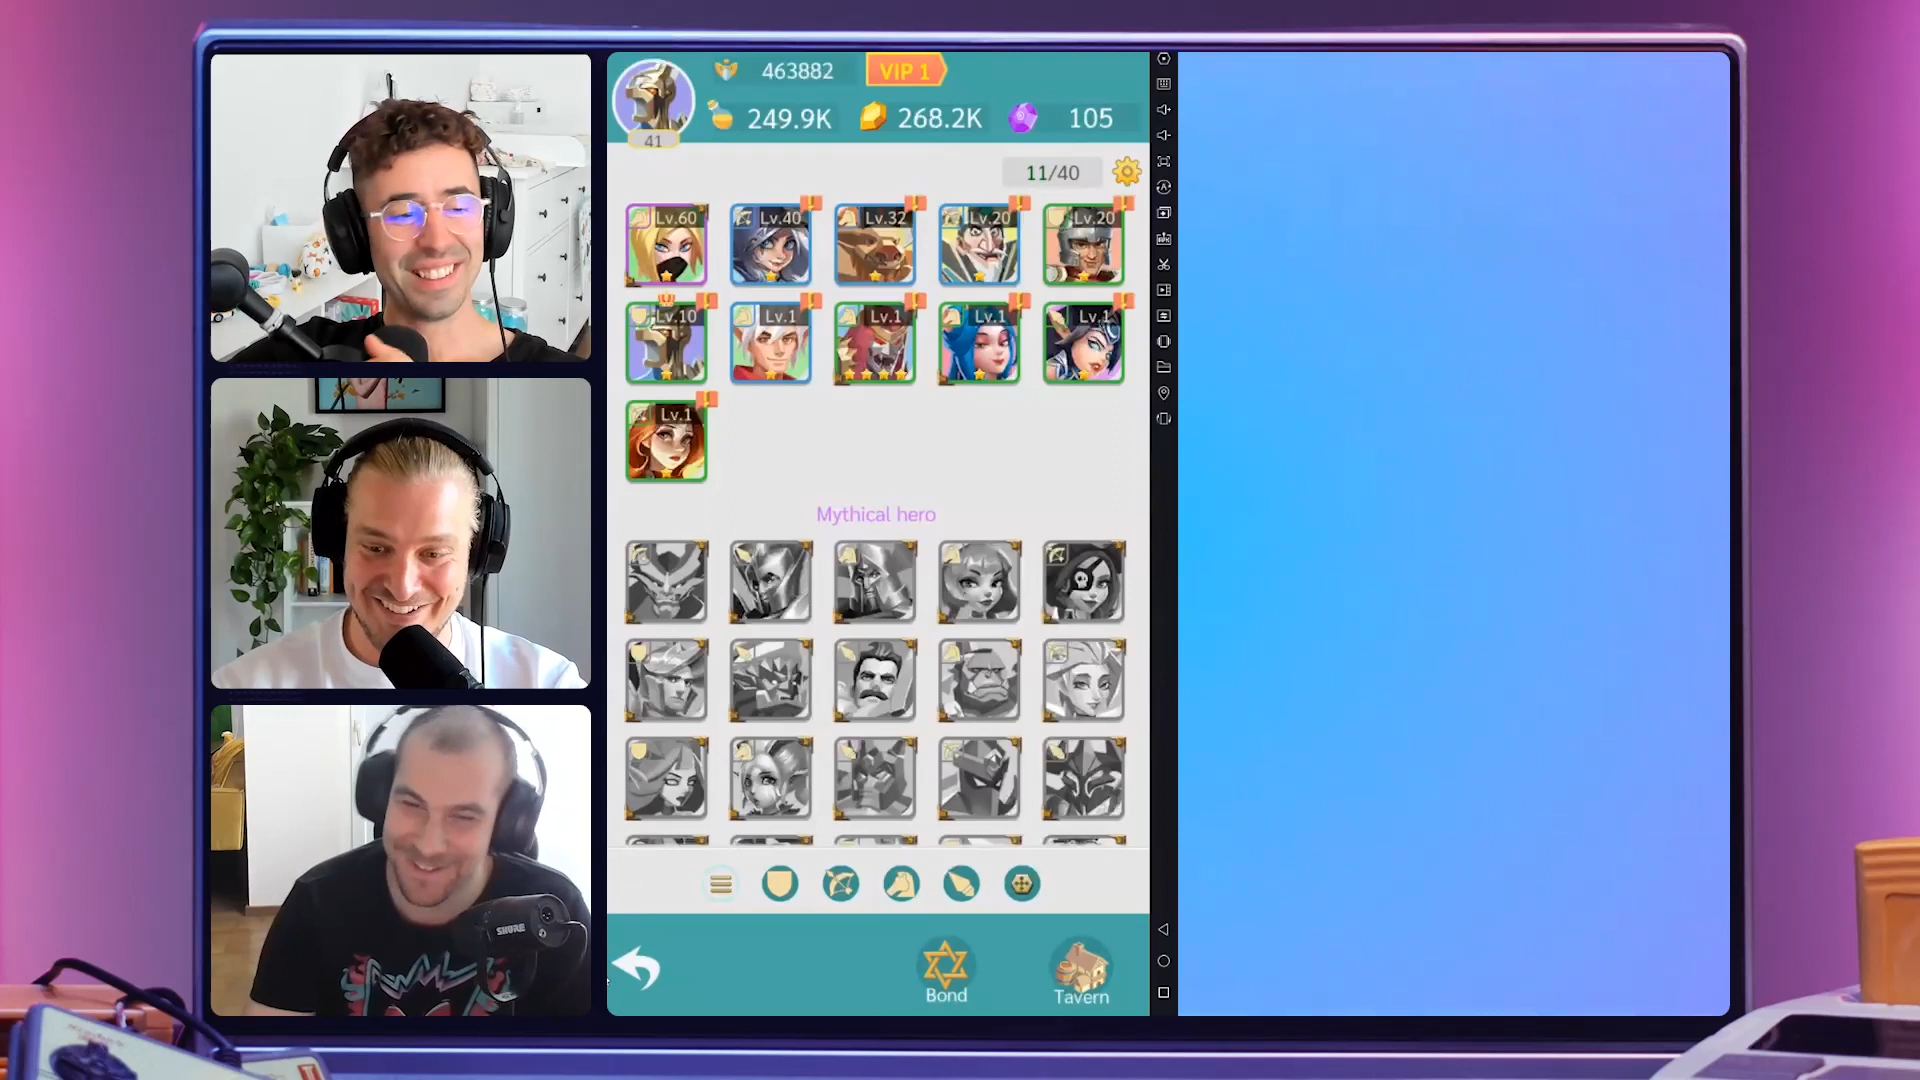 463882
VIP 1
249.9K
268.2K
105
41
11/40
Lv.60
Lv.40
Lv.32
Lv.20
Lv.20
Lv.10
Lv.1
Lv.1
Lv.1
Lv.1
Lv.1
Mythical hero
SHURE
Bond
Tavern